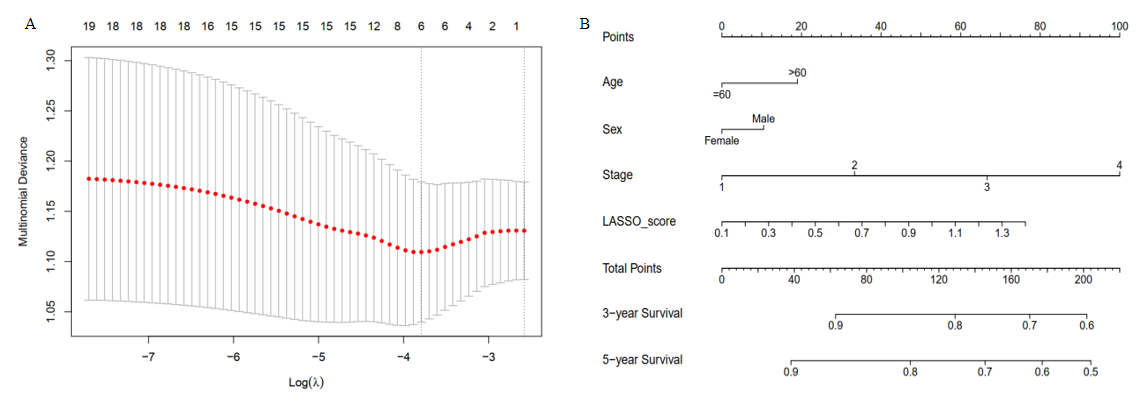 A
19 18 18 18 18 16 15 15 15 15 15 12 8 6 6 4 2 1
Multinomial Deviance
1.30
1.25
1.20
1.15
1.10
1.05
−7 −6 −5 −4 −3
Log(λ)
B
Points
0 20 40 60 80 100
Age
>60
=60
Sex
Male
Female
Stage
2 4
1 3
LASSO_score
0.1 0.3 0.5 0.7 0.9 1.1 1.3
Total Points
0 40 80 120 160 200
3−year Survival
0.9 0.8 0.7 0.6
5−year Survival
0.9 0.8 0.7 0.6 0.5